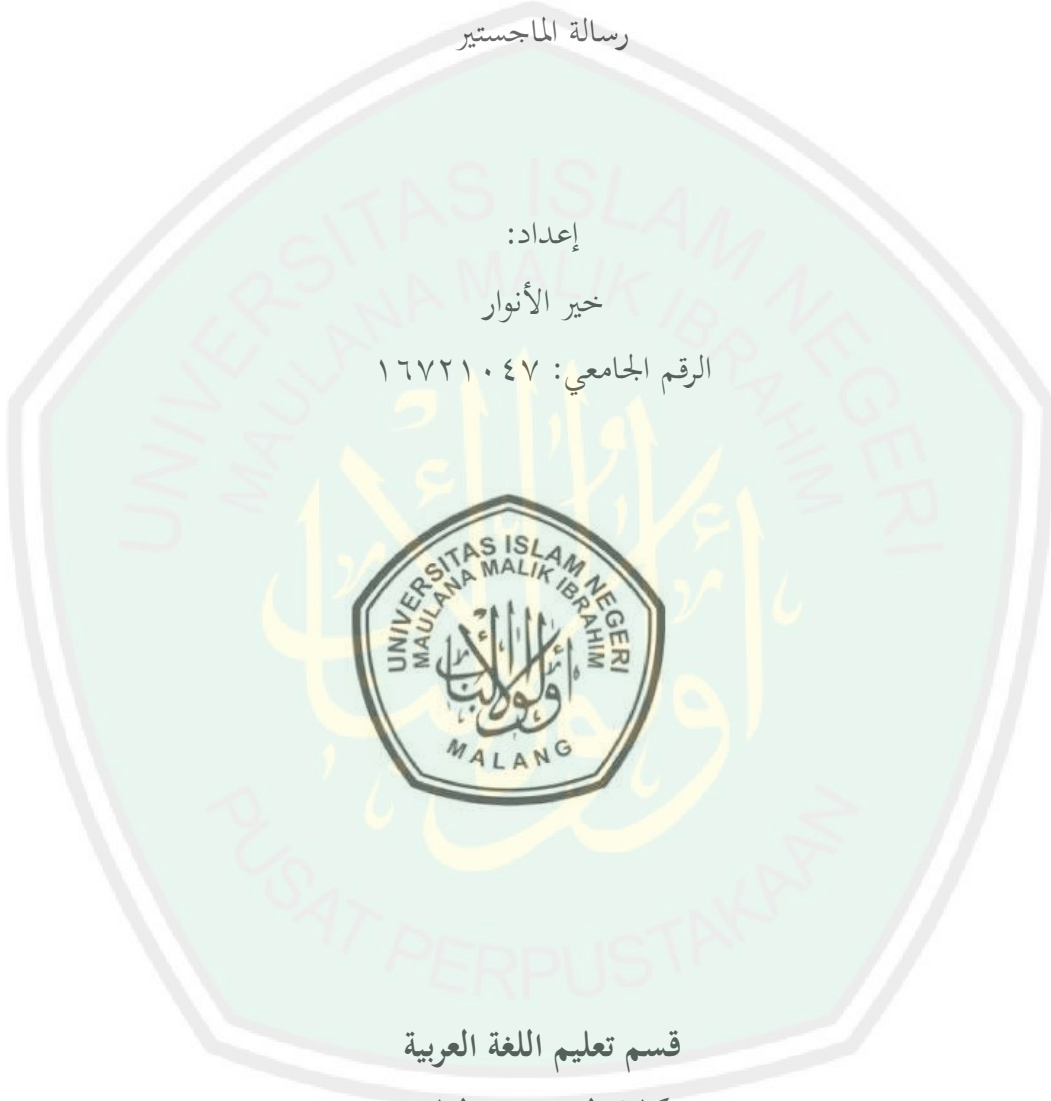 رسالة الماجستير
إعداد:
خير الأنوار
الرقم الجامعي: ١٦٧٢١٠٤٧
UNIVERSITAS ISLAM NEGERI
MAULANA MALIK IBRAHIM
أولوا الألباب
MALANG
PUSAT PERPUSTAKAAN
قسم تعليم اللغة العربية